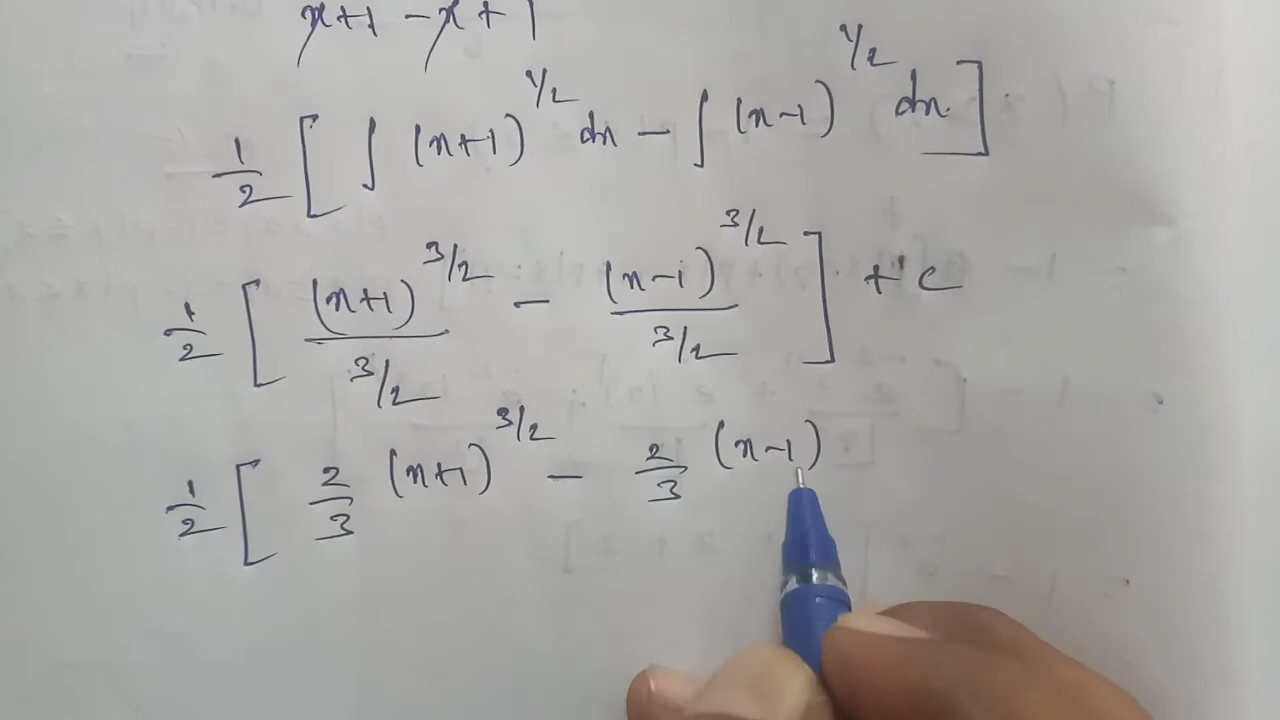 x+1 -x+1
1/2 [ ∫ (x+1)^1/2 dx - ∫ (x-1)^1/2 dx ]
1/2 [ (x+1)^3/2 / 3/2 - (x-1)^3/2 / 3/2 ] + c
1/2 [ 2/3 (x+1)^3/2 - 2/3 (x-1)